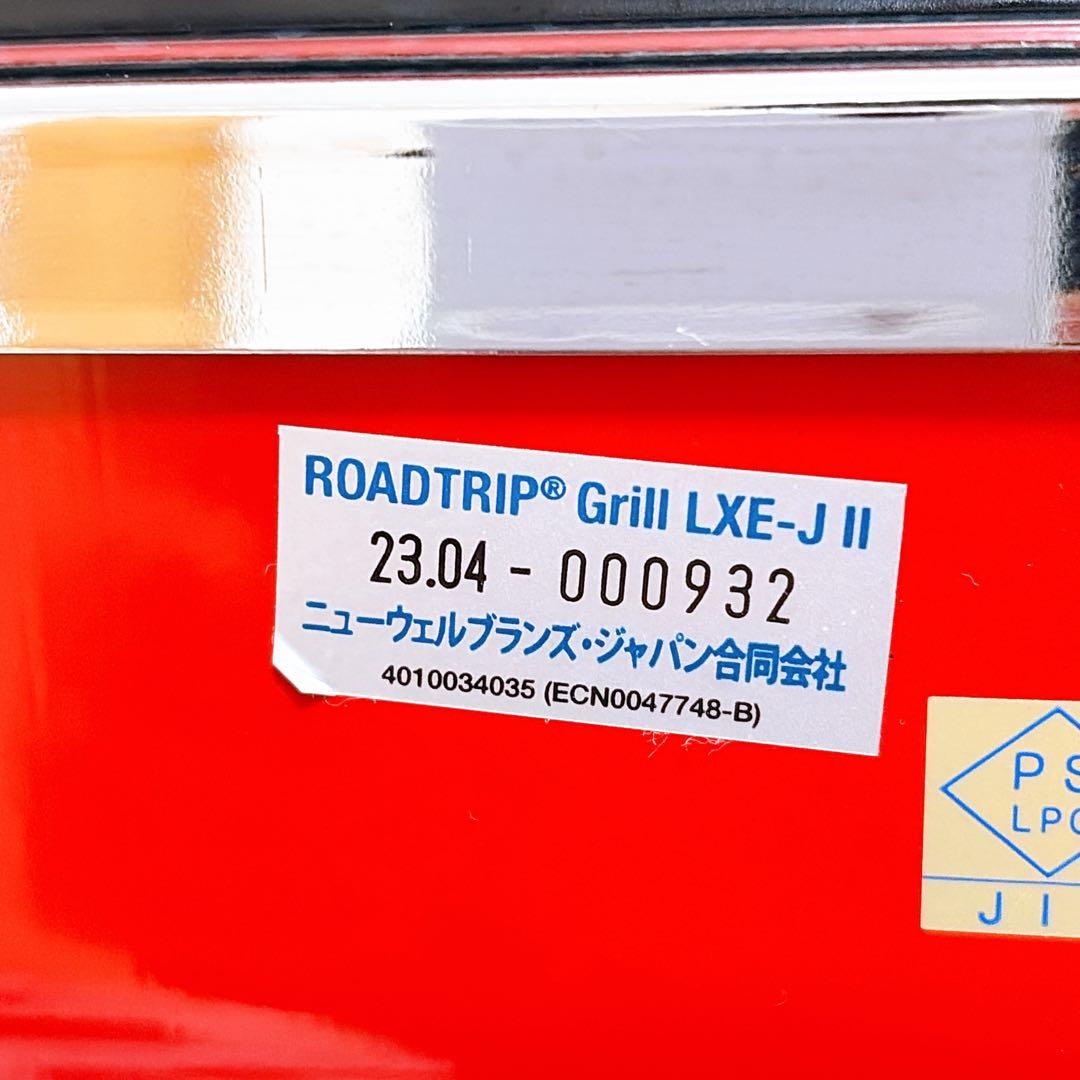 ROADTRIP® Grill LXE-J II
23.04 - 000932
ニューウェルブランズ・ジャパン合同会社
4010034035 (ECN0047748-B)
P
LP
J I